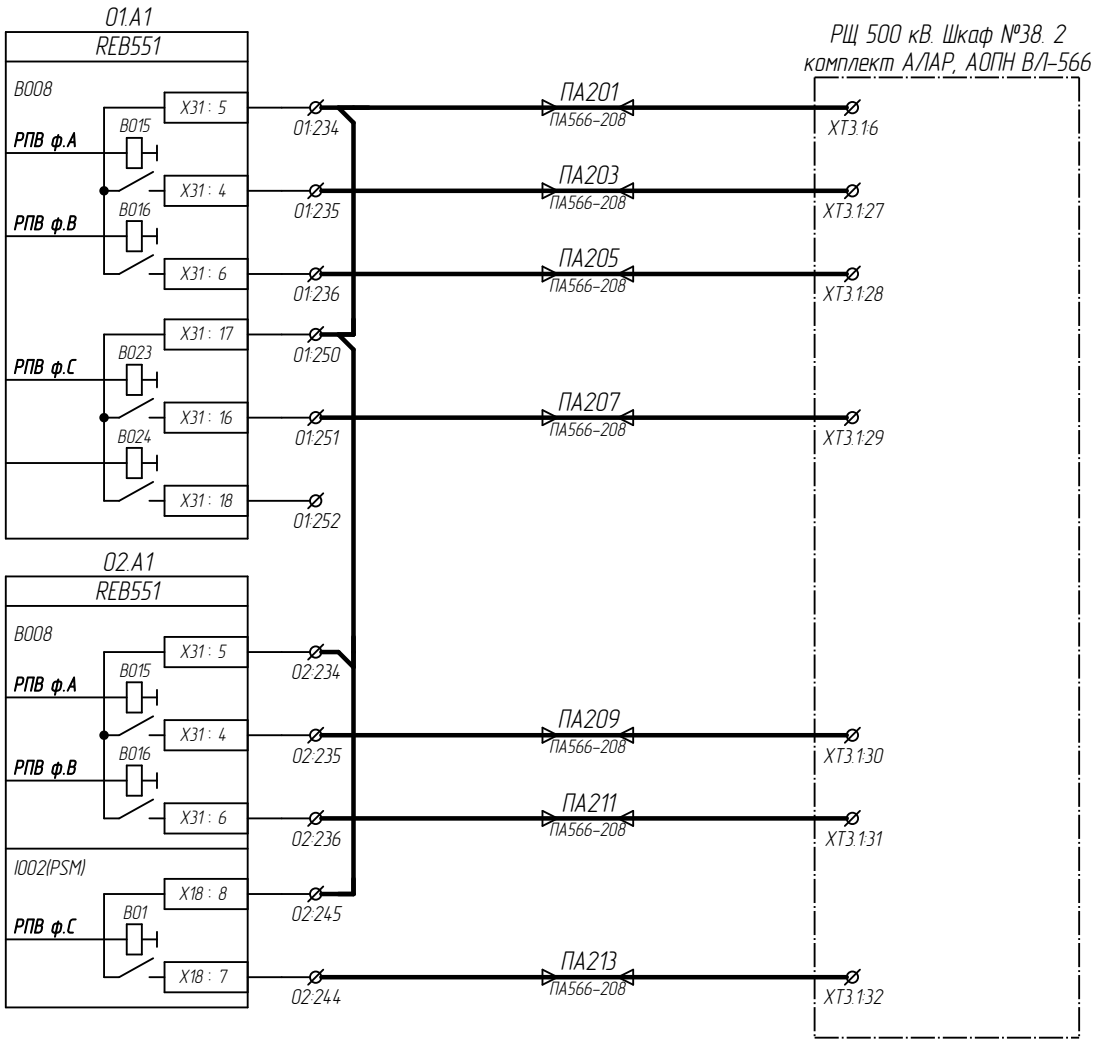 01.A1
REB551
B008
X31: 5
01:234
B015
РПВ ф.А
X31: 4
01:235
B016
РПВ ф.В
X31: 6
01:236
X31: 17
01:250
B023
РПВ ф.С
X31: 16
01:251
B024
X31: 18
01:252
02.A1
REB551
B008
X31: 5
02:234
B015
РПВ ф.А
X31: 4
02:235
B016
РПВ ф.В
X31: 6
02:236
I002(PSM)
X18: 8
02:245
B01
РПВ ф.С
X18: 7
02:244
ПА201
ПА566-208
ПА203
ПА566-208
ПА205
ПА566-208
ПА207
ПА566-208
ПА209
ПА566-208
ПА211
ПА566-208
ПА213
ПА566-208
РЩ 500 кВ. Шкаф №38. 2
комплект АЛАР, АОПН ВЛ-566
XT3.1:6
XT3.1:27
XT3.1:28
XT3.1:29
XT3.1:30
XT3.1:31
XT3.1:32